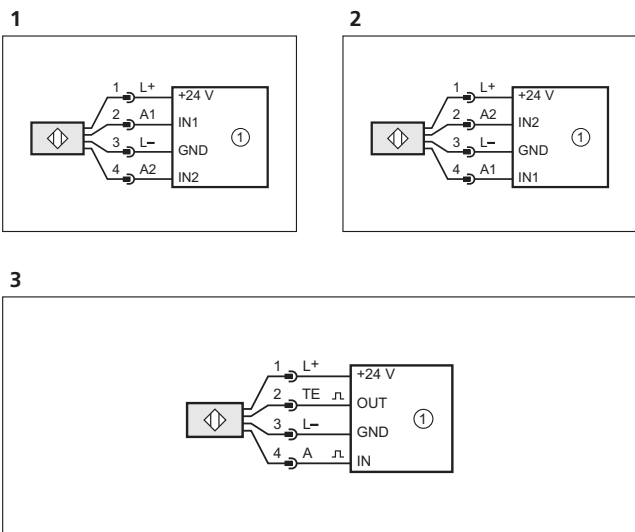 1
1 L+ +24 V
2 A1 IN1
3 L– GND
4 A2 IN2
①
2
1 L+ +24 V
2 A2 IN2
3 L– GND
4 A1 IN1
①
3
1 L+ +24 V
2 TE OUT
3 L– GND
4 A IN
①